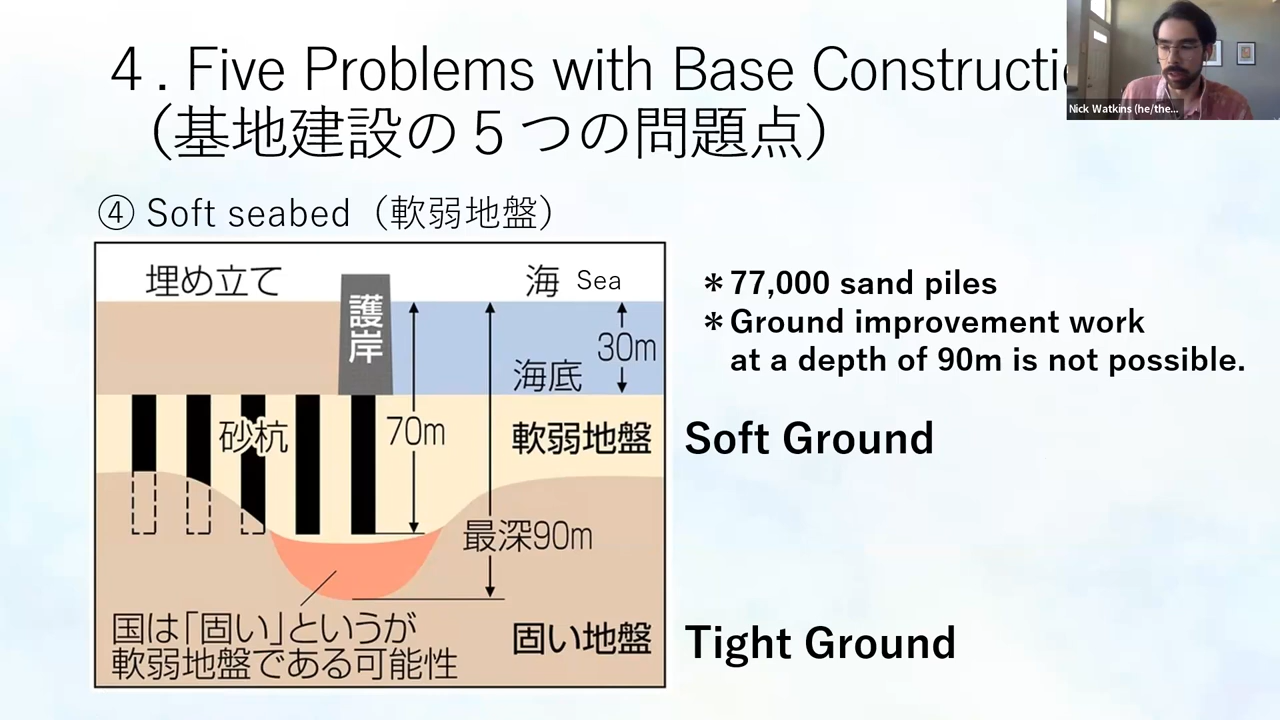 ４. Five Problems with Base Constructi
（基地建設の５つの問題点）
Nick Watkins (he/the...
④ Soft seabed（軟弱地盤）
埋め立て
護岸
海 Sea
30m
海底
砂杭
70m
軟弱地盤
最深90m
国は「固い」というが
軟弱地盤である可能性
固い地盤
＊77,000 sand piles
＊Ground improvement work
at a depth of 90m is not possible.
Soft Ground
Tight Ground